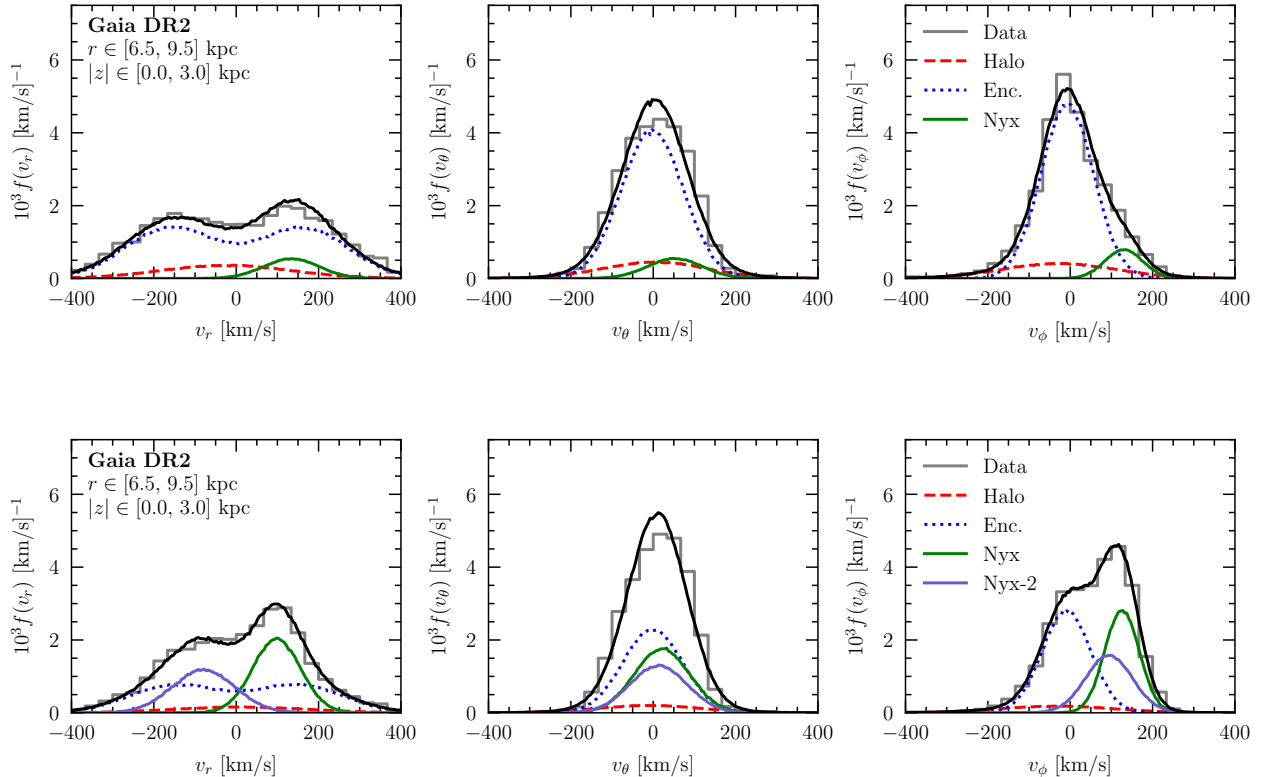 Gaia DR2
r ∈ [6.5, 9.5] kpc
|z| ∈ [0.0, 3.0] kpc
10³ f(v_r) [km/s]⁻¹
0
2
4
6
−400
−200
0
200
400
v_r [km/s]
10³ f(v_θ) [km/s]⁻¹
0
2
4
6
−400
−200
0
200
400
v_θ [km/s]
Data
Halo
Enc.
Nyx
10³ f(v_ϕ) [km/s]⁻¹
0
2
4
6
−400
−200
0
200
400
v_ϕ [km/s]
Gaia DR2
r ∈ [6.5, 9.5] kpc
|z| ∈ [0.0, 3.0] kpc
10³ f(v_r) [km/s]⁻¹
0
2
4
6
−400
−200
0
200
400
v_r [km/s]
10³ f(v_θ) [km/s]⁻¹
0
2
4
6
−400
−200
0
200
400
v_θ [km/s]
Data
Halo
Enc.
Nyx
Nyx-2
10³ f(v_ϕ) [km/s]⁻¹
0
2
4
6
−400
−200
0
200
400
v_ϕ [km/s]